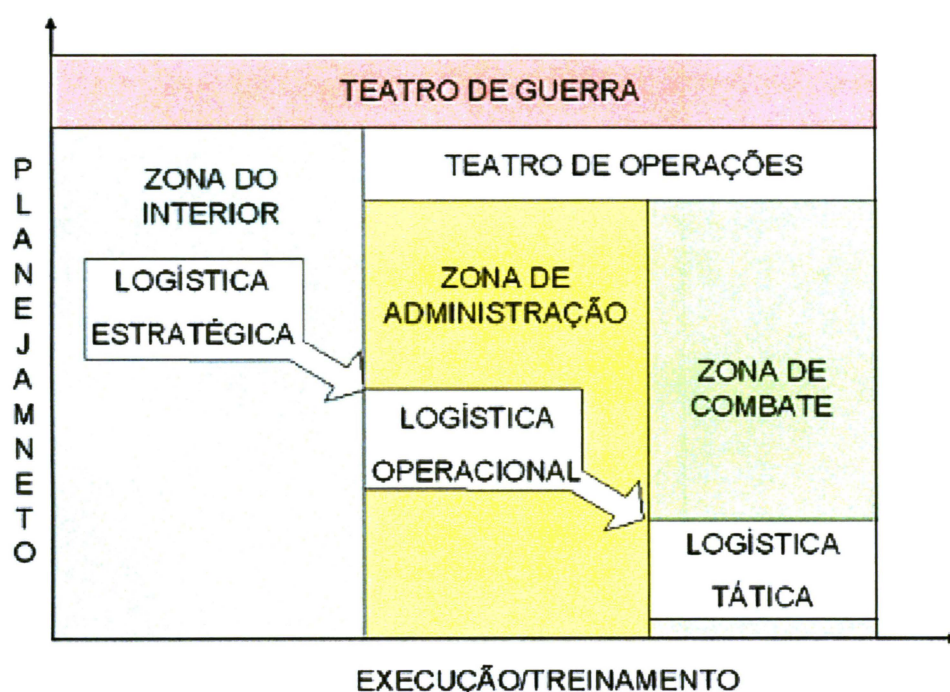 TEATRO DE GUERRA
PLANEJAMNETO
ZONA DO
INTERIOR
TEATRO DE OPERAÇÕES
LOGÍSTICA
ESTRATÉGICA
ZONA DE
ADMINISTRAÇÃO
LOGÍSTICA
OPERACIONAL
ZONA DE
COMBATE
LOGÍSTICA
TÁTICA
EXECUÇÃO/TREINAMENTO